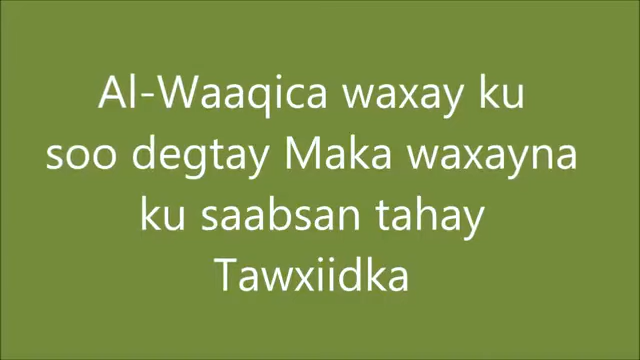 Al-Waaqica waxay ku
soo degtay Maka waxayna
ku saabsan tahay
Tawxiidka